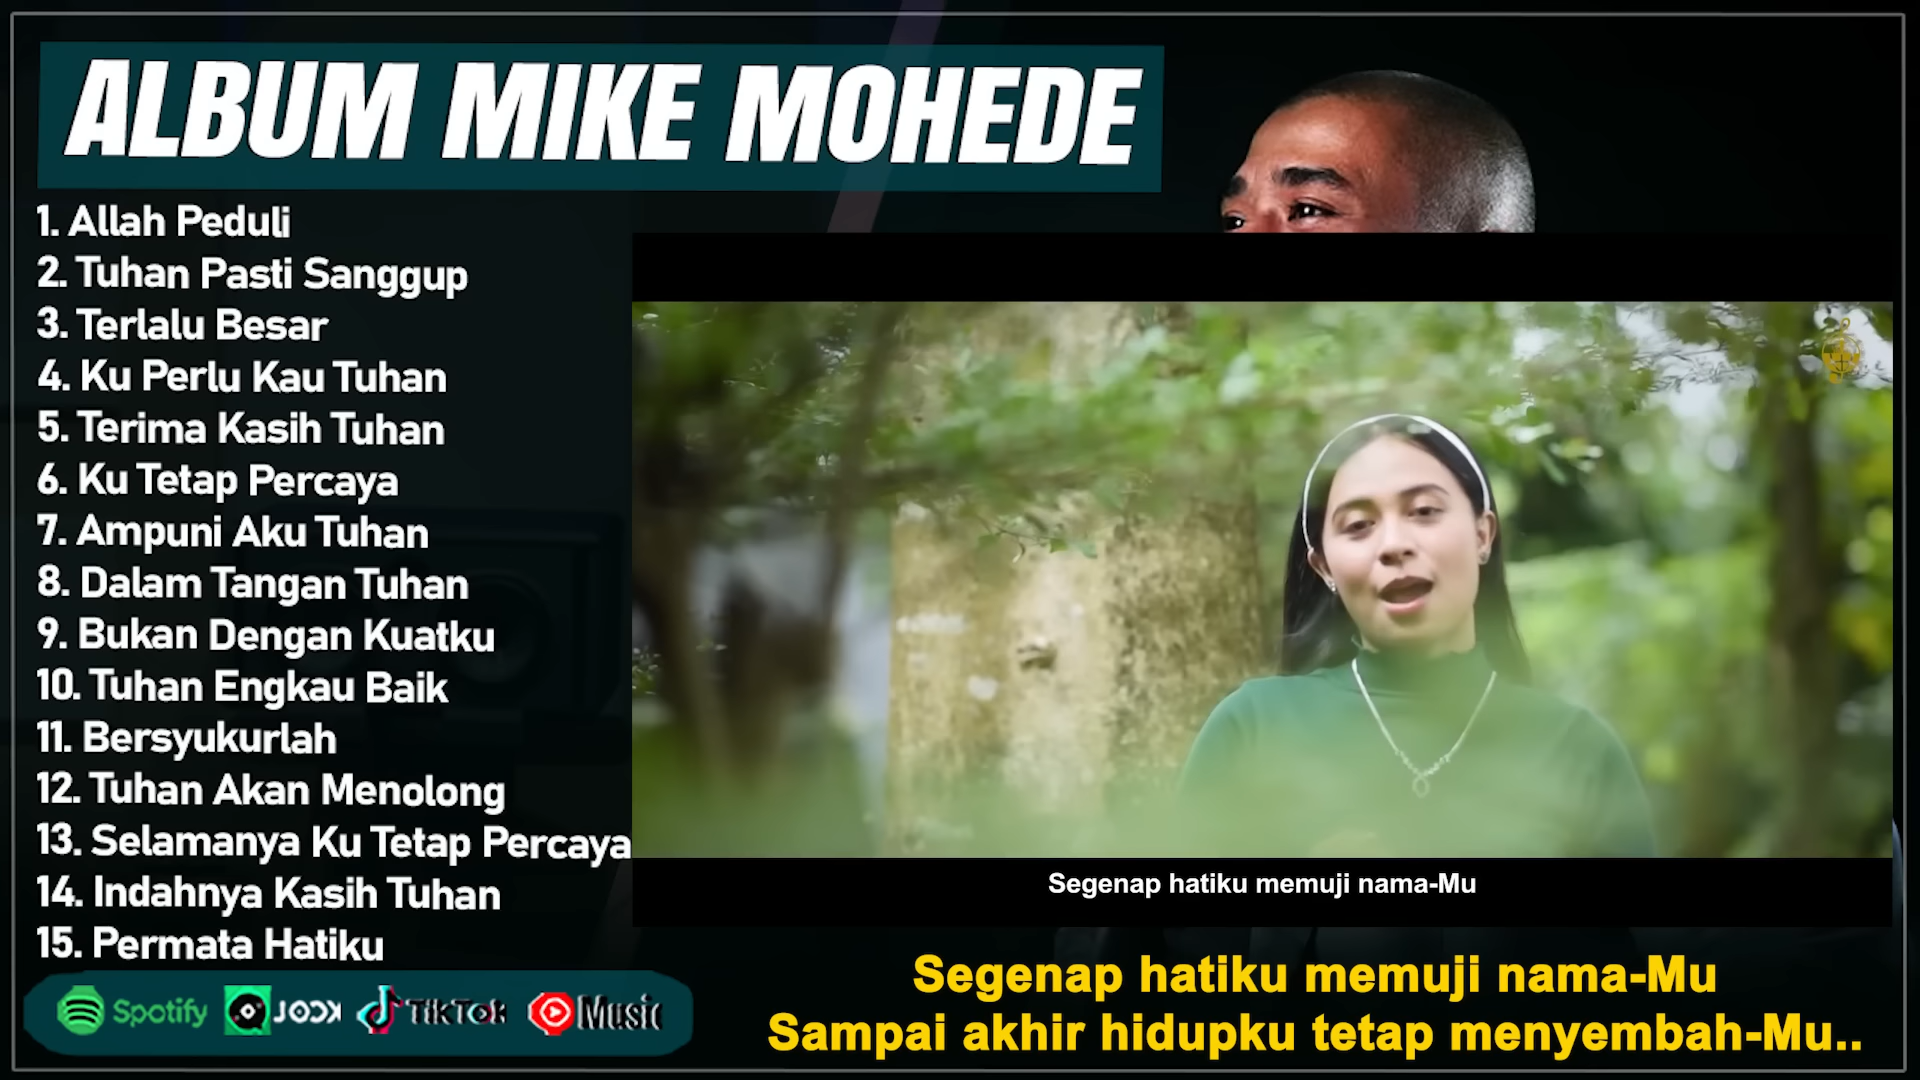 ALBUM MIKE MOHEDE
1. Allah Peduli
2. Tuhan Pasti Sanggup
3. Terlalu Besar
4. Ku Perlu Kau Tuhan
5. Terima Kasih Tuhan
6. Ku Tetap Percaya
7. Ampuni Aku Tuhan
8. Dalam Tangan Tuhan
9. Bukan Dengan Kuatku
10. Tuhan Engkau Baik
11. Bersyukurlah
12. Tuhan Akan Menolong
13. Selamanya Ku Tetap Percaya
14. Indahnya Kasih Tuhan
15. Permata Hatiku
Spotify JOOX TikTok Music
Segenap hatiku memuji nama-Mu
Segenap hatiku memuji nama-Mu
Sampai akhir hidupku tetap menyembah-Mu..